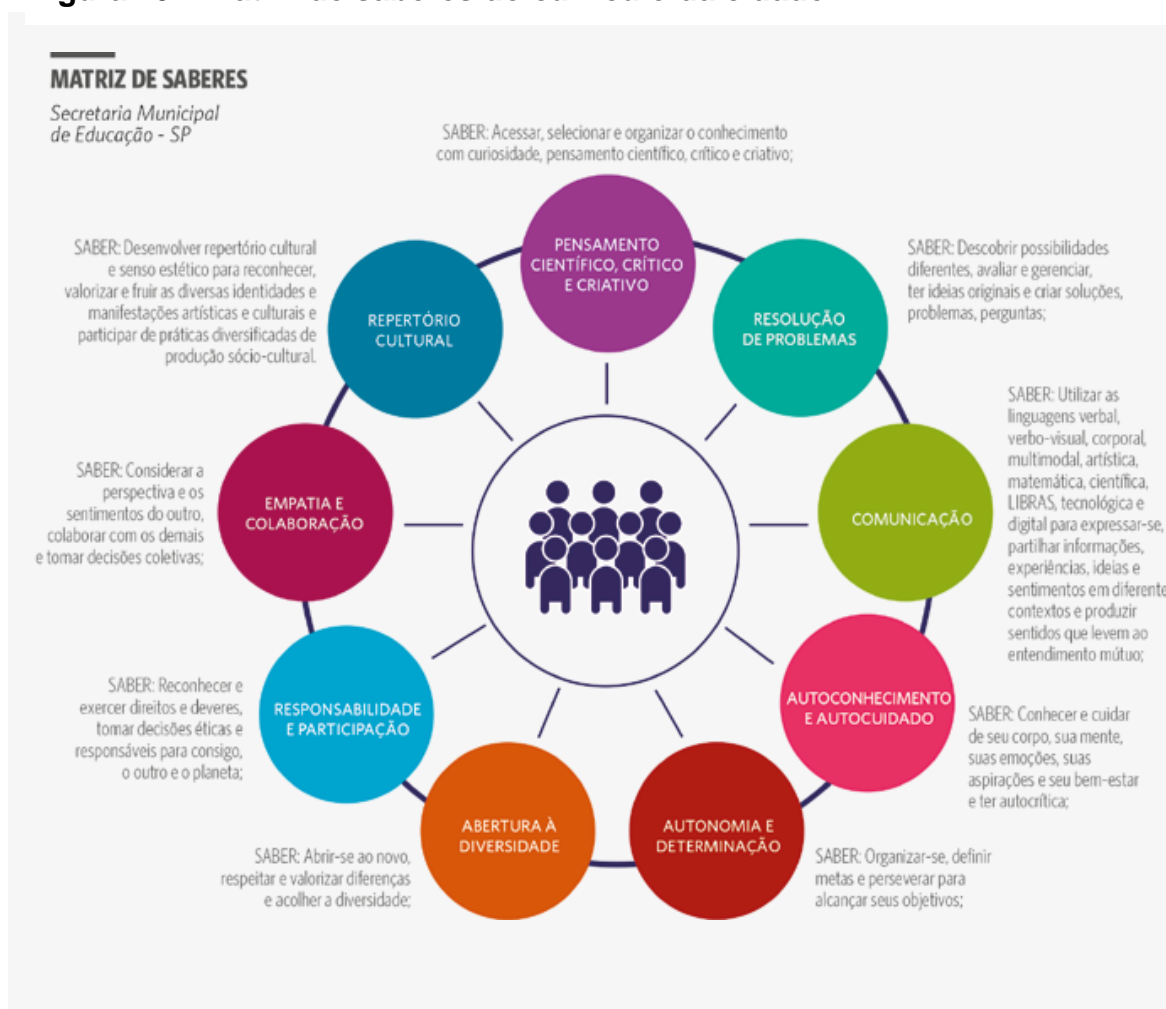 MATRIZ DE SABERES
Secretaria Municipal
de Educação - SP
SABER: Acessar, selecionar e organizar o conhecimento
com curiosidade, pensamento científico, crítico e criativo;
PENSAMENTO
CIENTÍFICO, CRÍTICO
E CRIATIVO
SABER: Descobrir possibilidades
diferentes, avaliar e gerenciar,
ter ideias originais e criar soluções,
problemas, perguntas;
RESOLUÇÃO
DE PROBLEMAS
SABER: Utilizar as
linguagens verbal,
verbo-visual, corporal,
multimodal, artística,
matemática, científica,
LIBRAS, tecnológica e
digital para expressar-se,
partilhar informações,
experiências, ideias e
sentimentos em diferente
contextos e produzir
sentidos que levem ao
entendimento mútuo;
COMUNICAÇÃO
AUTOCONHECIMENTO
E AUTOCUIDADO
SABER: Conhecer e cuidar
de seu corpo, sua mente,
suas emoções, suas
aspirações e seu bem-estar
e ter autocrítica;
AUTONOMIA E
DETERMINAÇÃO
SABER: Organizar-se, definir
metas e perseverar para
alcançar seus objetivos;
ABERTURA À
DIVERSIDADE
SABER: Abrir-se ao novo,
respeitar e valorizar diferenças
e acolher a diversidade;
RESPONSABILIDADE
E PARTICIPAÇÃO
SABER: Reconhecer e
exercer direitos e deveres,
tomar decisões éticas e
responsáveis para consigo,
o outro e o planeta;
EMPATIA E
COLABORAÇÃO
SABER: Considerar a
perspectiva e os
sentimentos do outro,
colaborar com os demais
e tomar decisões coletivas;
REPERTÓRIO
CULTURAL
SABER: Desenvolver repertório cultural
e senso estético para reconhecer,
valorizar e fruir as diversas identidades e
manifestações artísticas e culturais e
participar de práticas diversificadas de
produção sócio-cultural.